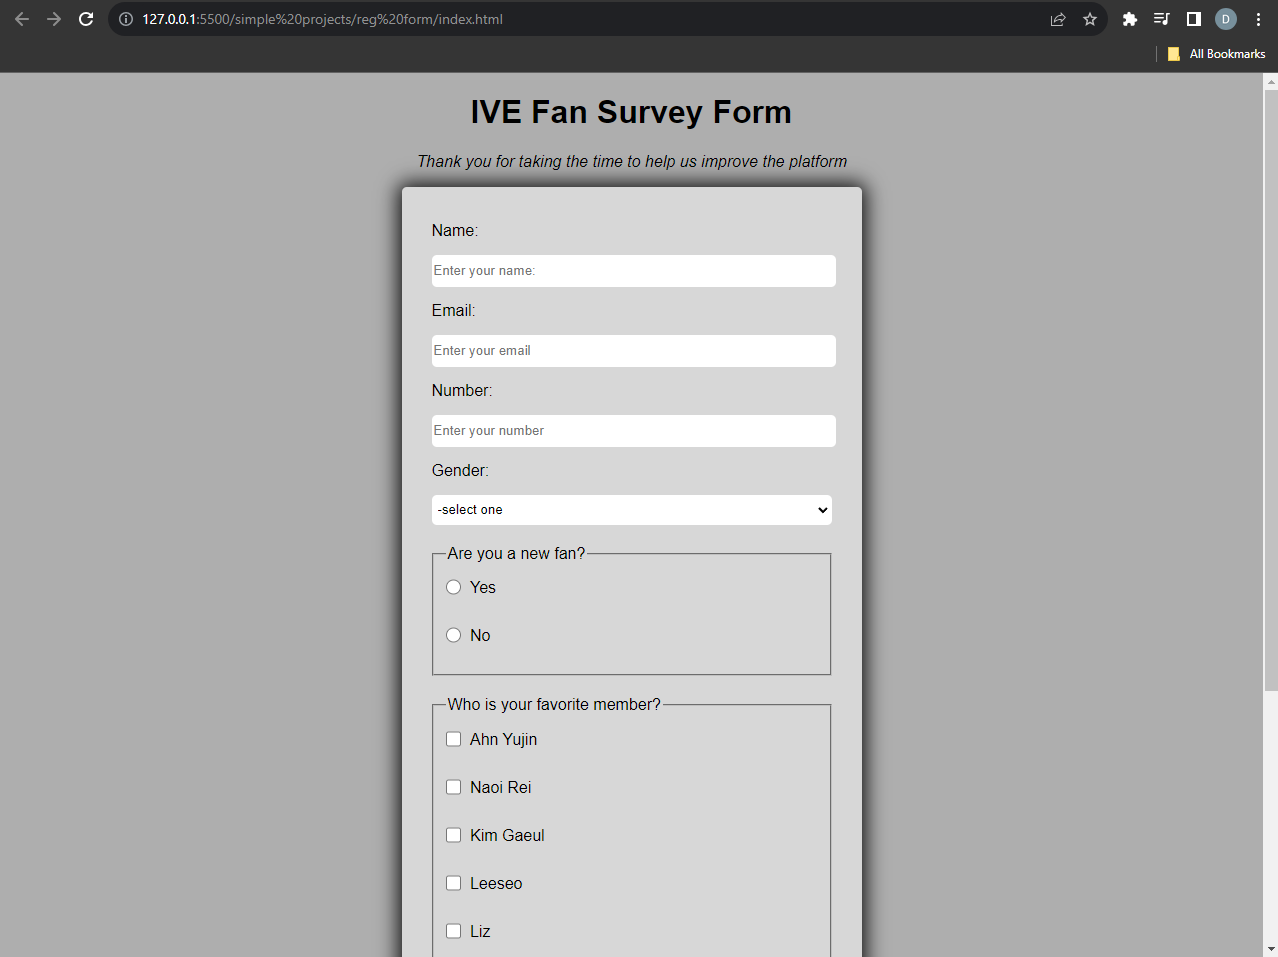 127.0.0.1:5500/simple%20projects/reg%20form/index.html
D
All Bookmarks
IVE Fan Survey Form
Thank you for taking the time to help us improve the platform
Name:
Enter your name:
Email:
Enter your email
Number:
Enter your number
Gender:
-select one
Are you a new fan?
Yes
No
Who is your favorite member?
Ahn Yujin
Naoi Rei
Kim Gaeul
Leeseo
Liz